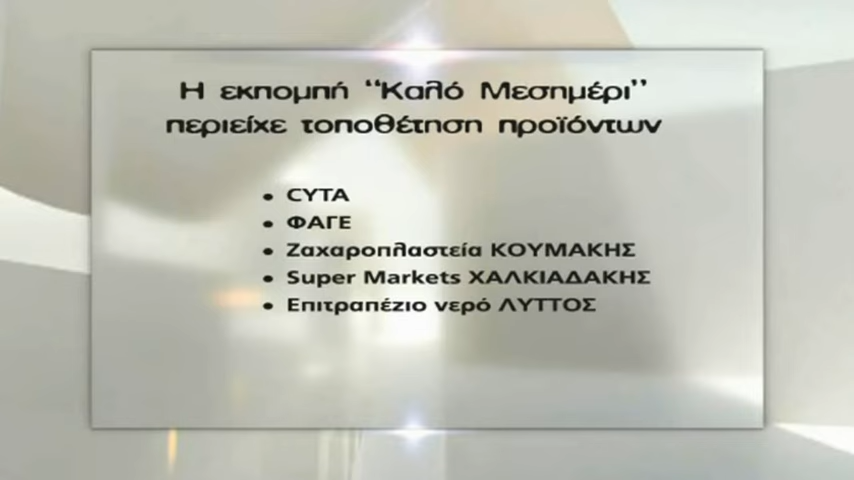 Η εκπομπή “Καλό Μεσημέρι”
περιείχε τοποθέτηση προϊόντων
• CYTA
• ΦΑΓΕ
• Ζαχαροπλαστεία ΚΟΥΜΑΚΗΣ
• Super Markets ΧΑΛΚΙΑΔΑΚΗΣ
• Επιτραπέζιο νερό ΛΥΤΤΟΣ